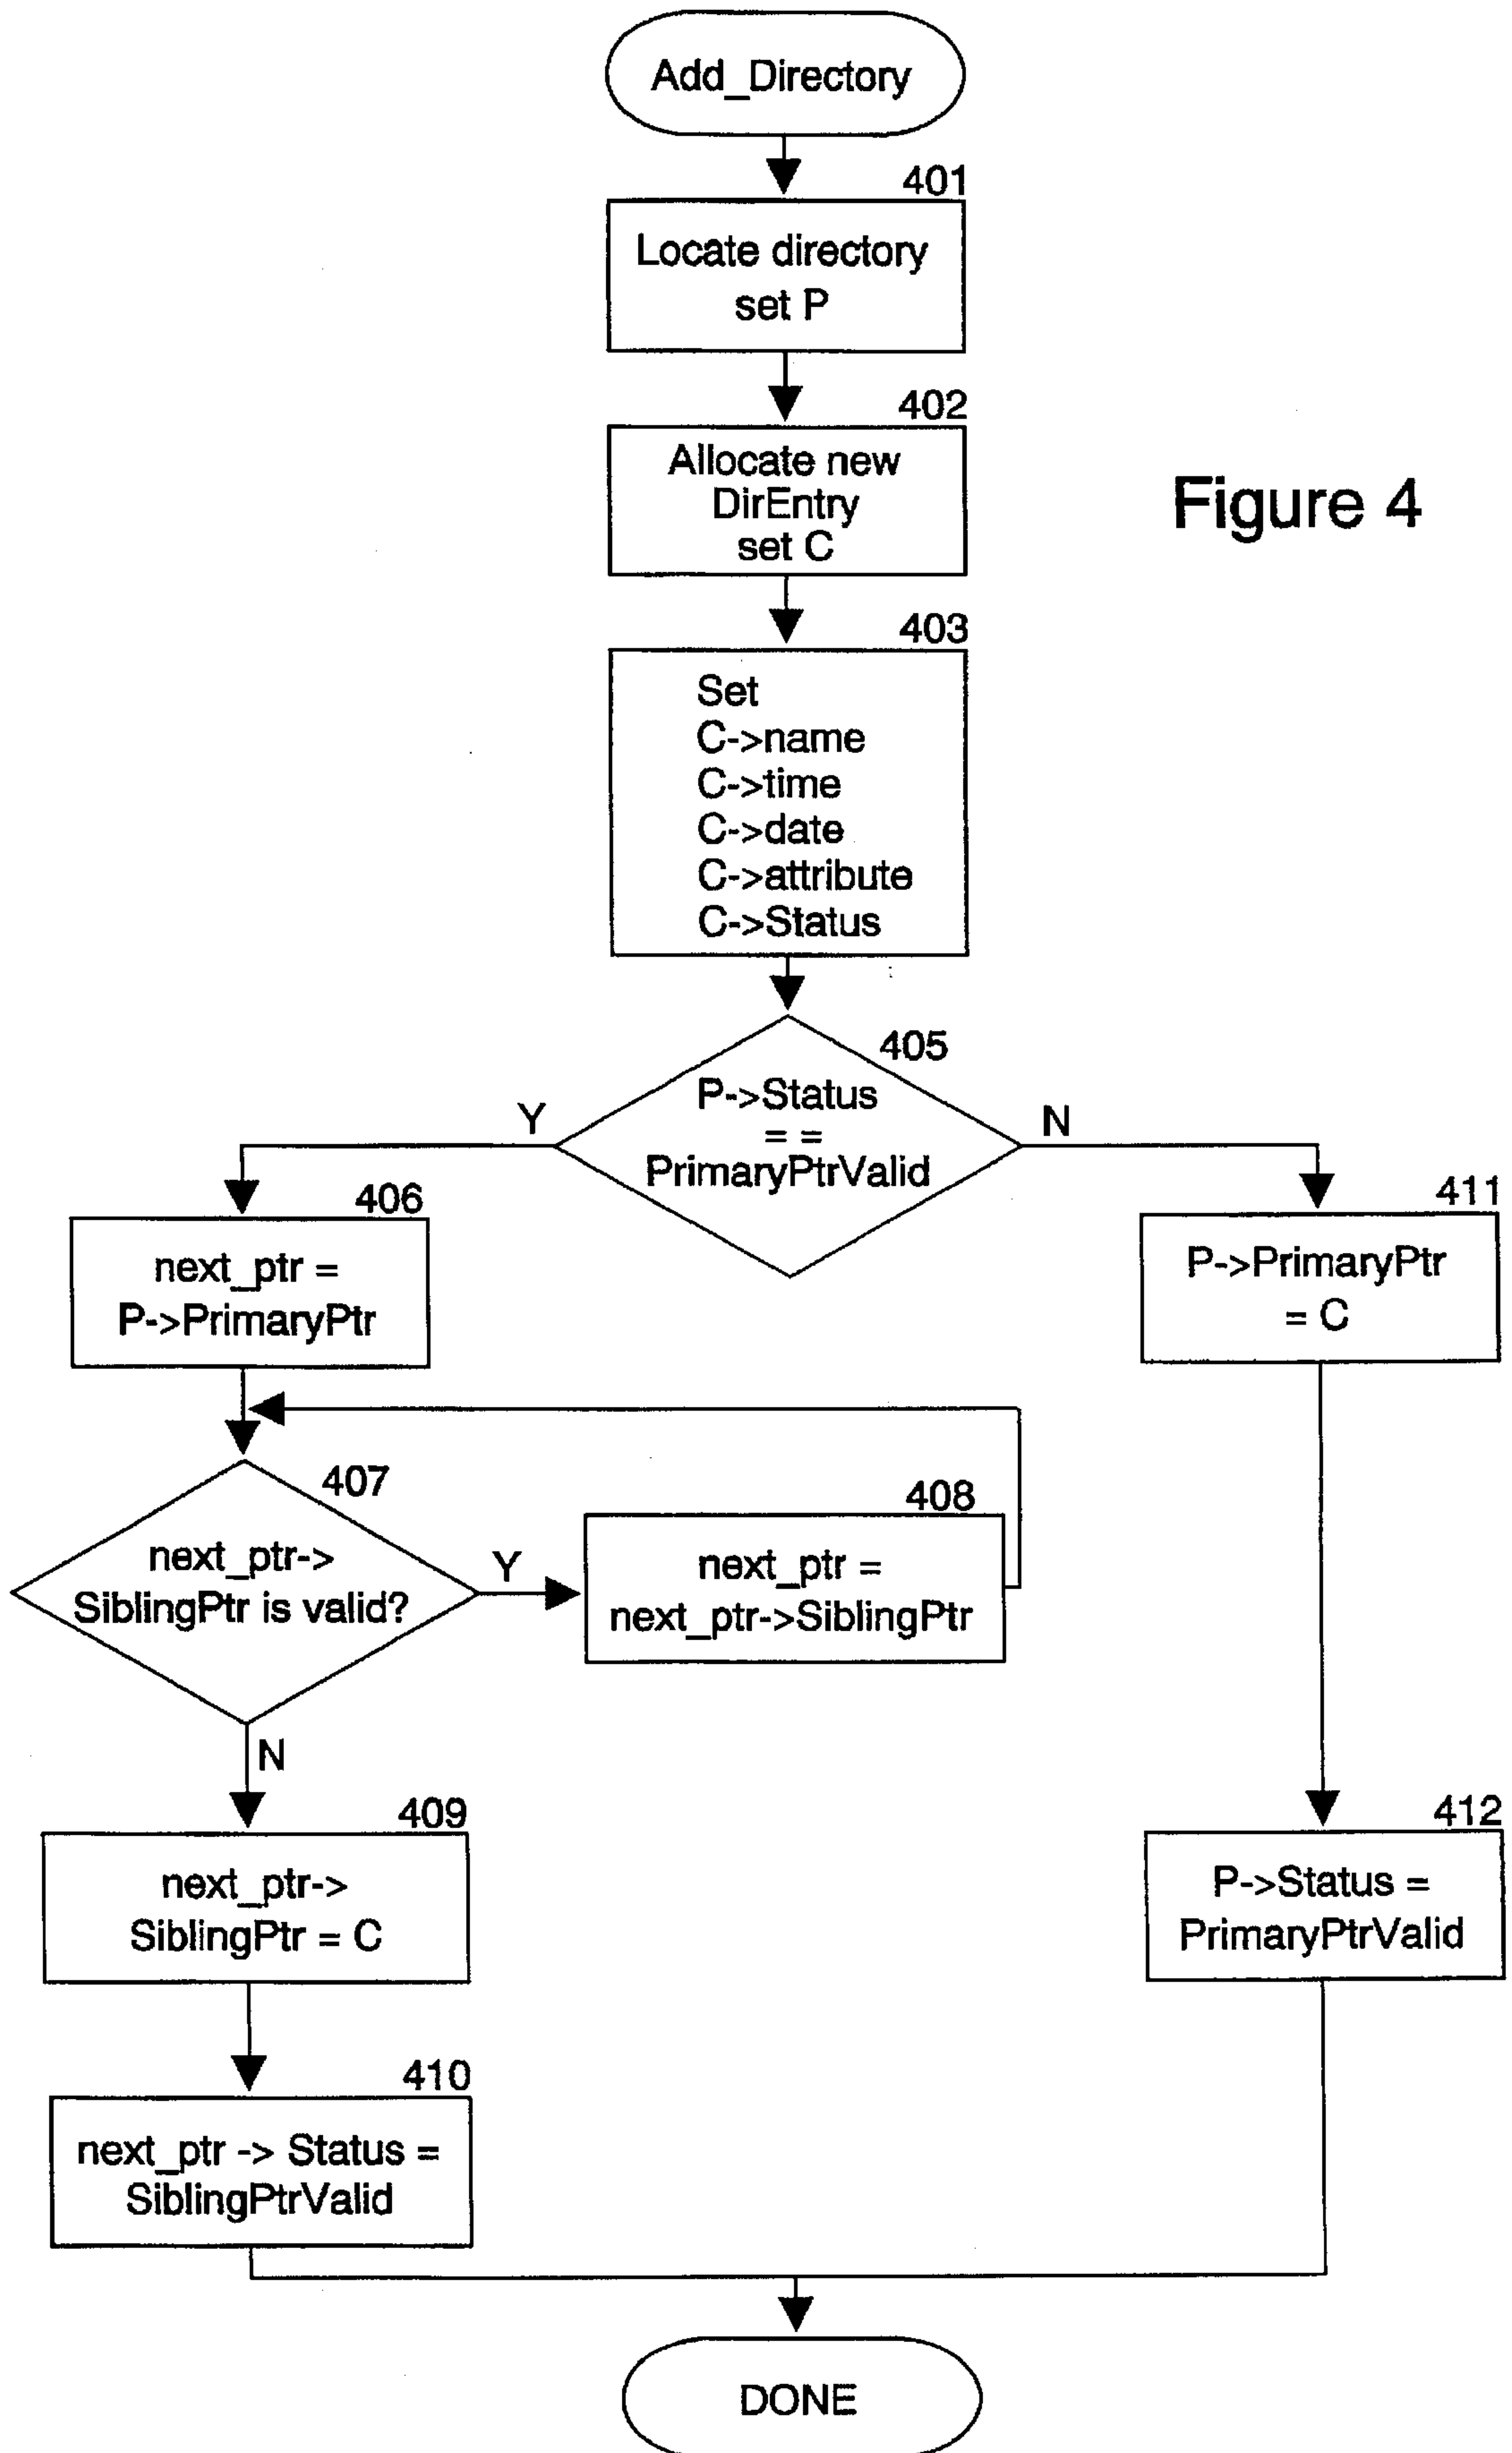 Add_Directory
401
Locate directory
set P
402
Allocate new
DirEntry
set C
Figure 4
403
Set
C->name
C->time
C->date
C->attribute
C->Status
405
P->Status
= =
PrimaryPtrValid
Y
N
406
next_ptr =
P->PrimaryPtr
411
P->PrimaryPtr
= C
407
next_ptr->
SiblingPtr is valid?
Y
408
next_ptr =
next_ptr->SiblingPtr
N
409
next_ptr->
SiblingPtr = C
412
P->Status =
PrimaryPtrValid
410
next_ptr -> Status =
SiblingPtrValid
DONE